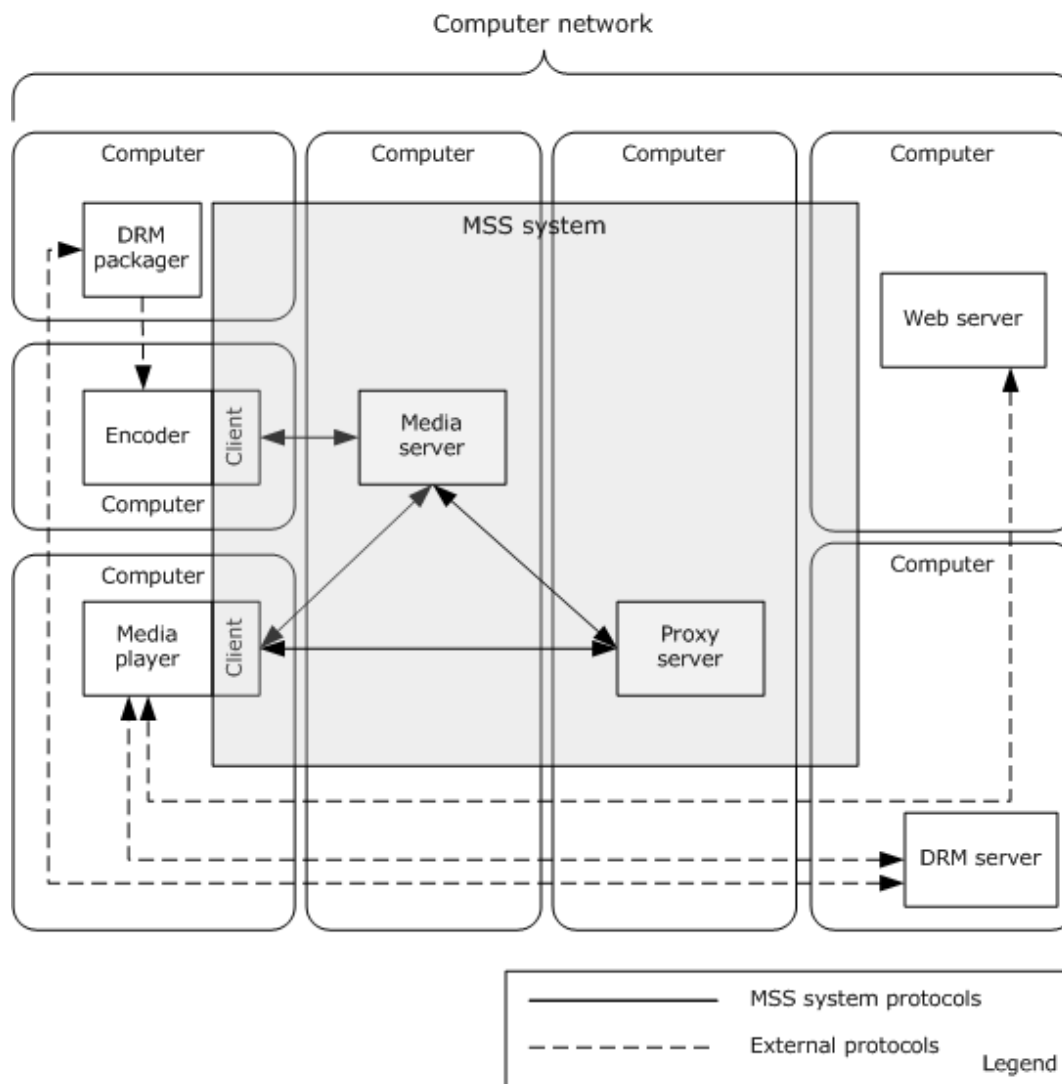 Computer network
Computer
Computer
Computer
Computer
MSS system
DRM
packager
Web server
Encoder
Client
Media
server
Computer
Computer
Computer
Media
player
Client
Proxy
server
DRM server
MSS system protocols
External protocols
Legend